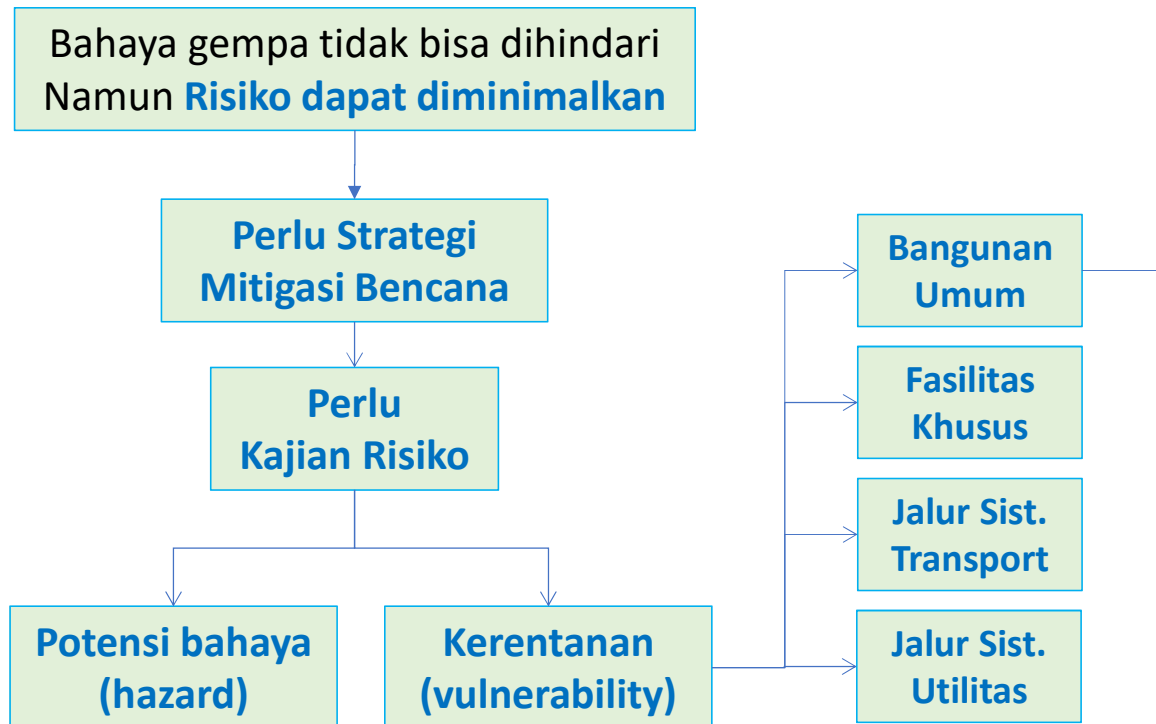 Bahaya gempa tidak bisa dihindari
Namun Risiko dapat diminimalkan
Perlu Strategi
Mitigasi Bencana
Perlu
Kajian Risiko
Potensi bahaya
(hazard)
Kerentanan
(vulnerability)
Bangunan
Umum
Fasilitas
Khusus
Jalur Sist.
Transport
Jalur Sist.
Utilitas